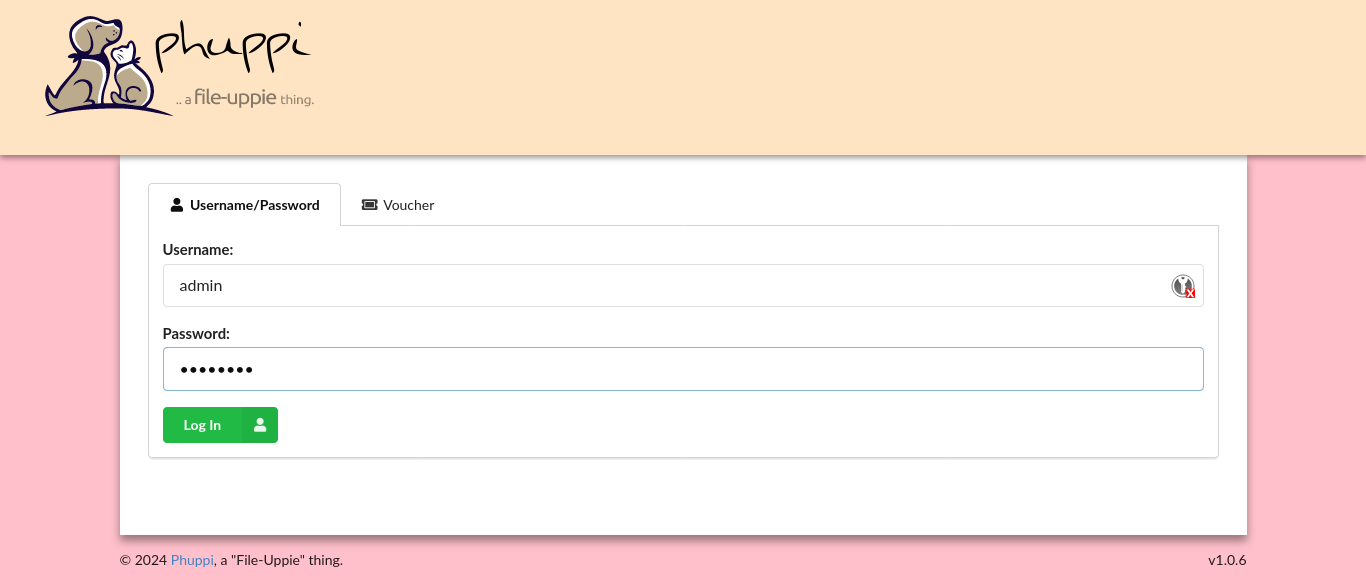 phuppi
.. a file-uppie thing.
Username/Password
Voucher
Username:
admin
Password:
••••••••
Log In
© 2024 Phuppi, a "File-Uppie" thing.
v1.0.6